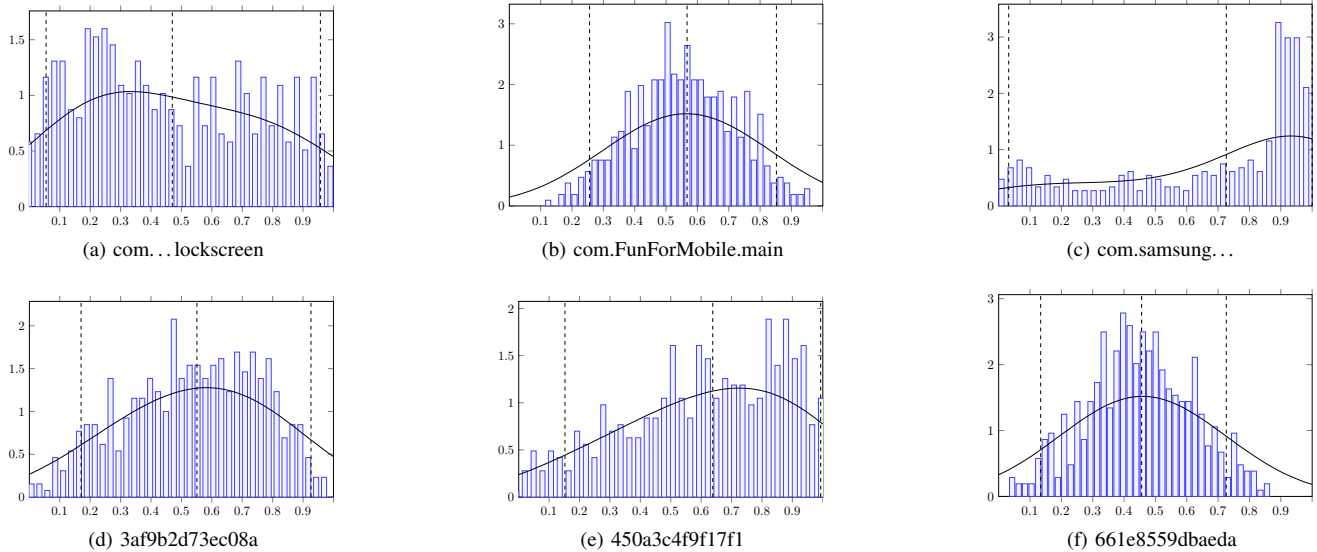 1.5
1
0.5
0
0.1 0.2 0.3 0.4 0.5 0.6 0.7 0.8 0.9
(a) com. . . lockscreen
3
2
1
0
0.1 0.2 0.3 0.4 0.5 0.6 0.7 0.8 0.9
(b) com.FunForMobile.main
3
2
1
0
0.1 0.2 0.3 0.4 0.5 0.6 0.7 0.8 0.9
(c) com.samsung. . .
2
1.5
1
0.5
0
0.1 0.2 0.3 0.4 0.5 0.6 0.7 0.8 0.9
(d) 3af9b2d73ec08a
2
1.5
1
0.5
0
0.1 0.2 0.3 0.4 0.5 0.6 0.7 0.8 0.9
(e) 450a3c4f9f17f1
3
2
1
0
0.1 0.2 0.3 0.4 0.5 0.6 0.7 0.8 0.9
(f) 661e8559dbaeda